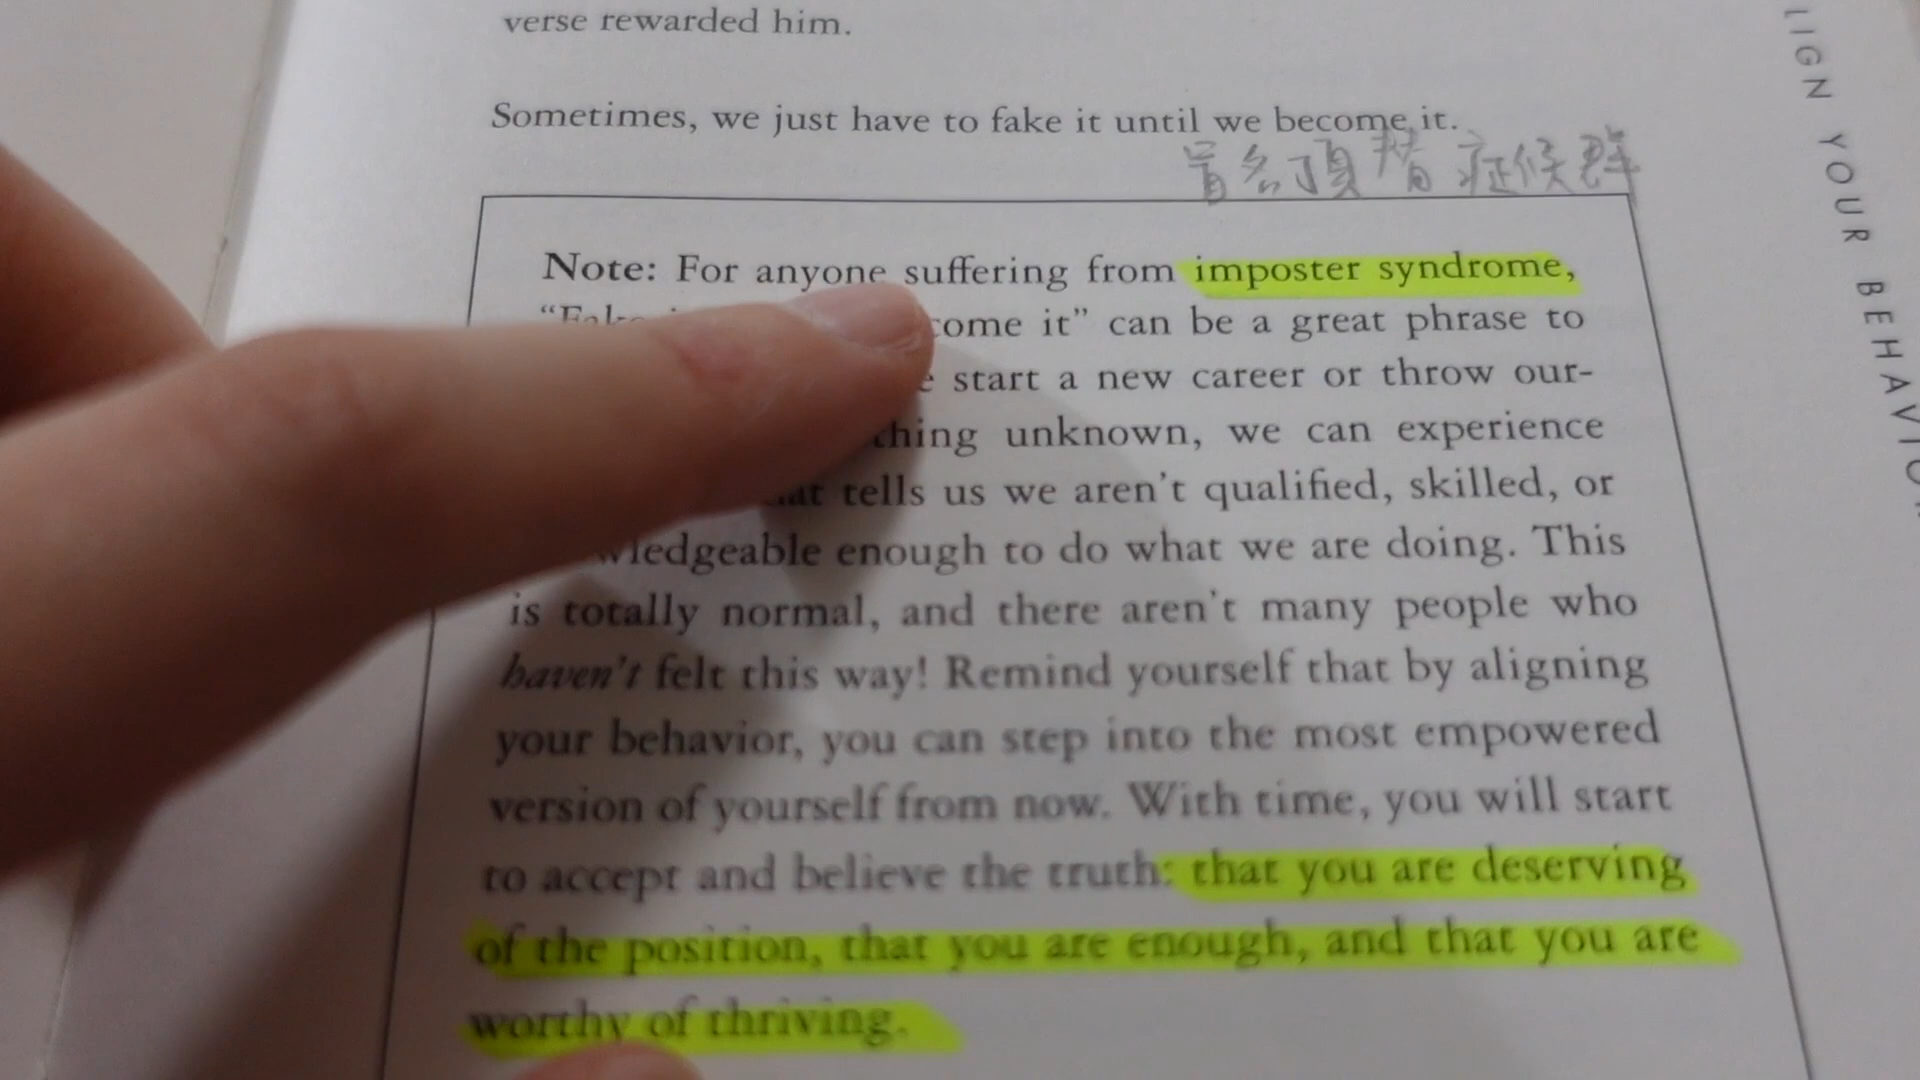 verse rewarded him.
Sometimes, we just have to fake it until we become it.
冒名頂替症候群
Note: For anyone suffering from imposter syndrome,
come it” can be a great phrase to
start a new career or throw our-
unknown, we can experience
tells us we aren't qualified, skilled, or
enough to do what we are doing. This
is totally normal, and there aren't many people who
haven't felt this way! Remind yourself that by aligning
your behavior, you can step into the most empowered
version of yourself from now. With time, you will start
to accept and believe the truth: that you are deserving
of the position, that you are enough, and that you are
worthy of thriving.
LIGN YOUR BEHAVIO